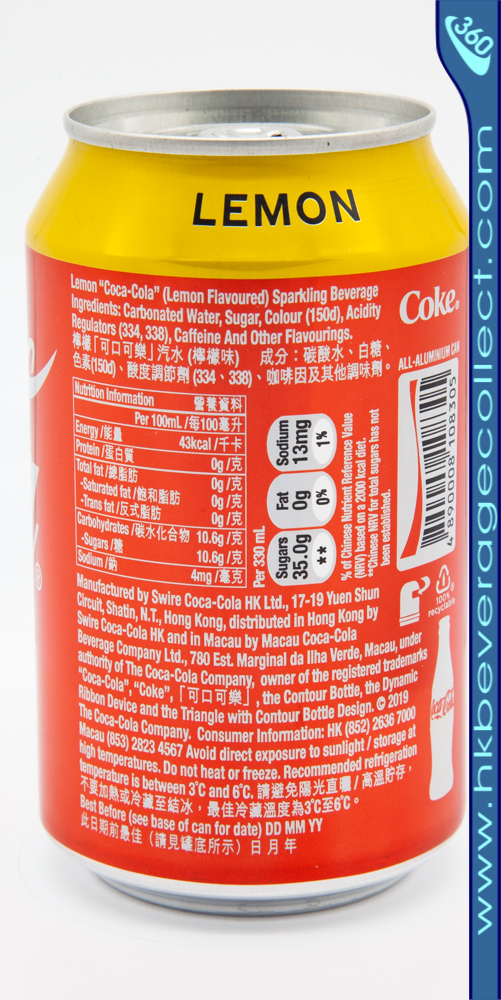 360
www.hkbeveragecollect.com
LEMON
Lemon “Coca-Cola” (Lemon Flavoured) Sparkling Beverage
Ingredients: Carbonated Water, Sugar, Colour (150d), Acidity
Regulators (334, 338), Caffeine And Other Flavourings.
檸檬「可口可樂」汽水 (檸檬味) 成分：碳酸水、白糖、
色素(150d)、酸度調節劑 (334、338)、咖啡因及其他調味劑。
Coke.
ALL-ALUMINIUM CAN
4 890008 108305
Nutrition Information 營養資料
Per 100mL /每100毫升
Energy /能量 43kcal /千卡
Protein /蛋白質 0g /克
Total fat /總脂肪 0g /克
-Saturated fat /飽和脂肪 0g /克
-Trans fat /反式脂肪 0g /克
Carbohydrates /碳水化合物 10.6g /克
-Sugars /糖 10.6g /克
Sodium /鈉 4mg /毫克
Per 330 mL
Sugars 35.0g **
Fat 0g 0%
Sodium 13mg 1%
% of Chinese Nutrient Reference Value
(NRV) based on a 2000 kcal diet.
**Chinese NRV for total sugars has not
been established.
100%
recyclable
Manufactured by Swire Coca-Cola HK Ltd., 17-19 Yuen Shun
Circuit, Shatin, N.T., Hong Kong, distributed in Hong Kong by
Swire Coca-Cola HK and in Macau by Macau Coca-Cola
Beverage Company Ltd., 780 Est. Marginal da Ilha Verde, Macau, under
authority of The Coca-Cola Company, owner of the registered trademarks
“Coca-Cola”, “Coke”,「可口可樂」, the Contour Bottle, the Dynamic
Ribbon Device and the Triangle with Contour Bottle Design. © 2019
The Coca-Cola Company. Consumer Information: HK (852) 2636 7000
Macau (853) 2823 4567 Avoid direct exposure to sunlight / storage at
high temperatures. Do not heat or freeze. Recommended refrigeration
temperature is between 3°C and 6°C. 請避免陽光直曬／高溫貯存，
不要加熱或冷藏至結冰，最佳冷藏溫度為3℃至6℃。
Best Before (see base of can for date) DD MM YY
此日期前最佳（請見罐底所示）日 月 年
Coca-Cola